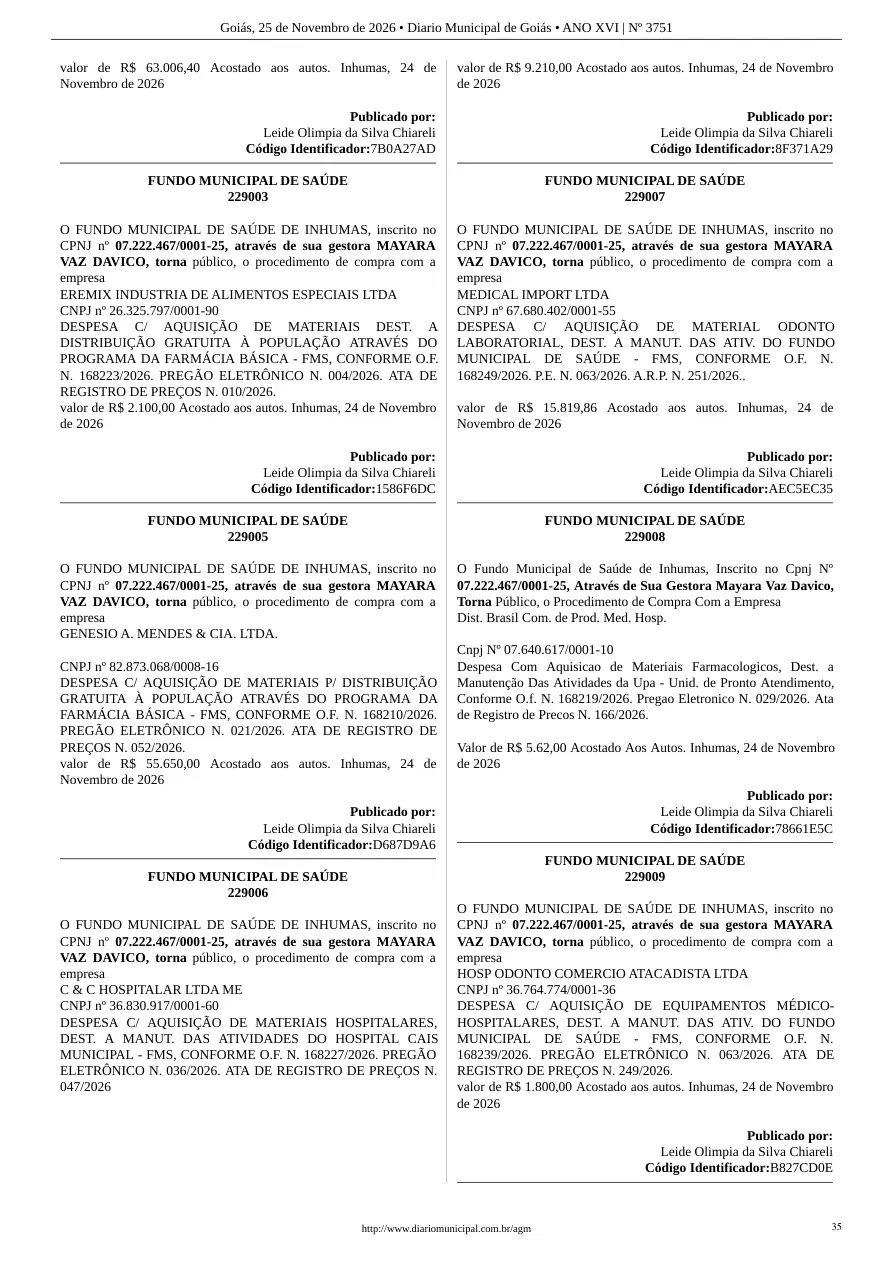 Goiás, 25 de Novembro de 2026 • Diario Municipal de Goiás • ANO XVI | Nº 3751
valor de R$ 63.006,40 Acostado aos autos. Inhumas, 24 de
Novembro de 2026
Publicado por:
Leide Olimpia da Silva Chiareli
Código Identificador:7B0A27AD
FUNDO MUNICIPAL DE SAÚDE
229003
O FUNDO MUNICIPAL DE SAÚDE DE INHUMAS, inscrito no
CPNJ nº 07.222.467/0001-25, através de sua gestora MAYARA
VAZ DAVICO, torna público, o procedimento de compra com a
empresa
EREMIX INDUSTRIA DE ALIMENTOS ESPECIAIS LTDA
CNPJ nº 26.325.797/0001-90
DESPESA C/ AQUISIÇÃO DE MATERIAIS DEST. A
DISTRIBUIÇÃO GRATUITA À POPULAÇÃO ATRAVÉS DO
PROGRAMA DA FARMÁCIA BÁSICA - FMS, CONFORME O.F.
N. 168223/2026. PREGÃO ELETRÔNICO N. 004/2026. ATA DE
REGISTRO DE PREÇOS N. 010/2026.
valor de R$ 2.100,00 Acostado aos autos. Inhumas, 24 de Novembro
de 2026
Publicado por:
Leide Olimpia da Silva Chiareli
Código Identificador:1586F6DC
FUNDO MUNICIPAL DE SAÚDE
229005
O FUNDO MUNICIPAL DE SAÚDE DE INHUMAS, inscrito no
CPNJ nº 07.222.467/0001-25, através de sua gestora MAYARA
VAZ DAVICO, torna público, o procedimento de compra com a
empresa
GENESIO A. MENDES & CIA. LTDA.
CNPJ nº 82.873.068/0008-16
DESPESA C/ AQUISIÇÃO DE MATERIAIS P/ DISTRIBUIÇÃO
GRATUITA À POPULAÇÃO ATRAVÉS DO PROGRAMA DA
FARMÁCIA BÁSICA - FMS, CONFORME O.F. N. 168210/2026.
PREGÃO ELETRÔNICO N. 021/2026. ATA DE REGISTRO DE
PREÇOS N. 052/2026.
valor de R$ 55.650,00 Acostado aos autos. Inhumas, 24 de
Novembro de 2026
Publicado por:
Leide Olimpia da Silva Chiareli
Código Identificador:D687D9A6
FUNDO MUNICIPAL DE SAÚDE
229006
O FUNDO MUNICIPAL DE SAÚDE DE INHUMAS, inscrito no
CPNJ nº 07.222.467/0001-25, através de sua gestora MAYARA
VAZ DAVICO, torna público, o procedimento de compra com a
empresa
C & C HOSPITALAR LTDA ME
CNPJ nº 36.830.917/0001-60
DESPESA C/ AQUISIÇÃO DE MATERIAIS HOSPITALARES,
DEST. A MANUT. DAS ATIVIDADES DO HOSPITAL CAIS
MUNICIPAL - FMS, CONFORME O.F. N. 168227/2026. PREGÃO
ELETRÔNICO N. 036/2026. ATA DE REGISTRO DE PREÇOS N.
047/2026
valor de R$ 9.210,00 Acostado aos autos. Inhumas, 24 de Novembro
de 2026
Publicado por:
Leide Olimpia da Silva Chiareli
Código Identificador:8F371A29
FUNDO MUNICIPAL DE SAÚDE
229007
O FUNDO MUNICIPAL DE SAÚDE DE INHUMAS, inscrito no
CPNJ nº 07.222.467/0001-25, através de sua gestora MAYARA
VAZ DAVICO, torna público, o procedimento de compra com a
empresa
MEDICAL IMPORT LTDA
CNPJ nº 67.680.402/0001-55
DESPESA C/ AQUISIÇÃO DE MATERIAL ODONTO
LABORATORIAL, DEST. A MANUT. DAS ATIV. DO FUNDO
MUNICIPAL DE SAÚDE - FMS, CONFORME O.F. N.
168249/2026. P.E. N. 063/2026. A.R.P. N. 251/2026..
valor de R$ 15.819,86 Acostado aos autos. Inhumas, 24 de
Novembro de 2026
Publicado por:
Leide Olimpia da Silva Chiareli
Código Identificador:AEC5EC35
FUNDO MUNICIPAL DE SAÚDE
229008
O Fundo Municipal de Saúde de Inhumas, Inscrito no Cpnj Nº
07.222.467/0001-25, Através de Sua Gestora Mayara Vaz Davico,
Torna Público, o Procedimento de Compra Com a Empresa
Dist. Brasil Com. de Prod. Med. Hosp.
Cnpj Nº 07.640.617/0001-10
Despesa Com Aquisicao de Materiais Farmacologicos, Dest. a
Manutenção Das Atividades da Upa - Unid. de Pronto Atendimento,
Conforme O.f. N. 168219/2026. Pregao Eletronico N. 029/2026. Ata
de Registro de Precos N. 166/2026.
Valor de R$ 5.62,00 Acostado Aos Autos. Inhumas, 24 de Novembro
de 2026
Publicado por:
Leide Olimpia da Silva Chiareli
Código Identificador:78661E5C
FUNDO MUNICIPAL DE SAÚDE
229009
O FUNDO MUNICIPAL DE SAÚDE DE INHUMAS, inscrito no
CPNJ nº 07.222.467/0001-25, através de sua gestora MAYARA
VAZ DAVICO, torna público, o procedimento de compra com a
empresa
HOSP ODONTO COMERCIO ATACADISTA LTDA
CNPJ nº 36.764.774/0001-36
DESPESA C/ AQUISIÇÃO DE EQUIPAMENTOS MÉDICO-
HOSPITALARES, DEST. A MANUT. DAS ATIV. DO FUNDO
MUNICIPAL DE SAÚDE - FMS, CONFORME O.F. N.
168239/2026. PREGÃO ELETRÔNICO N. 063/2026. ATA DE
REGISTRO DE PREÇOS N. 249/2026.
valor de R$ 1.800,00 Acostado aos autos. Inhumas, 24 de Novembro
de 2026
Publicado por:
Leide Olimpia da Silva Chiareli
Código Identificador:B827CD0E
http://www.diariomunicipal.com.br/agm
35